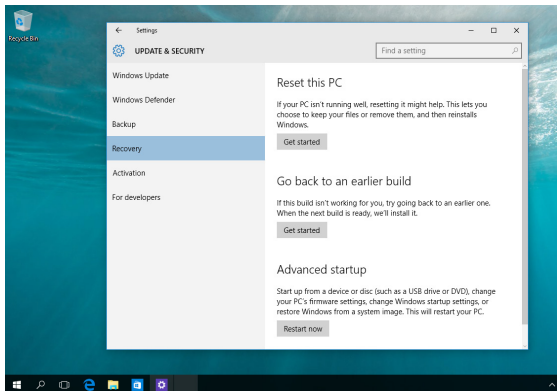 Recycle Bin
Settings
UPDATE & SECURITY
Find a setting
Windows Update
Windows Defender
Backup
Recovery
Activation
For developers
Reset this PC
If your PC isn't running well, resetting it might help. This lets you
choose to keep your files or remove them, and then reinstalls
Windows.
Get started
Go back to an earlier build
If this build isn't working for you, try going back to an earlier one.
When the next build is ready, we'll install it.
Get started
Advanced startup
Start up from a device or disc (such as a USB drive or DVD), change
your PC's firmware settings, change Windows startup settings, or
restore Windows from a system image. This will restart your PC.
Restart now